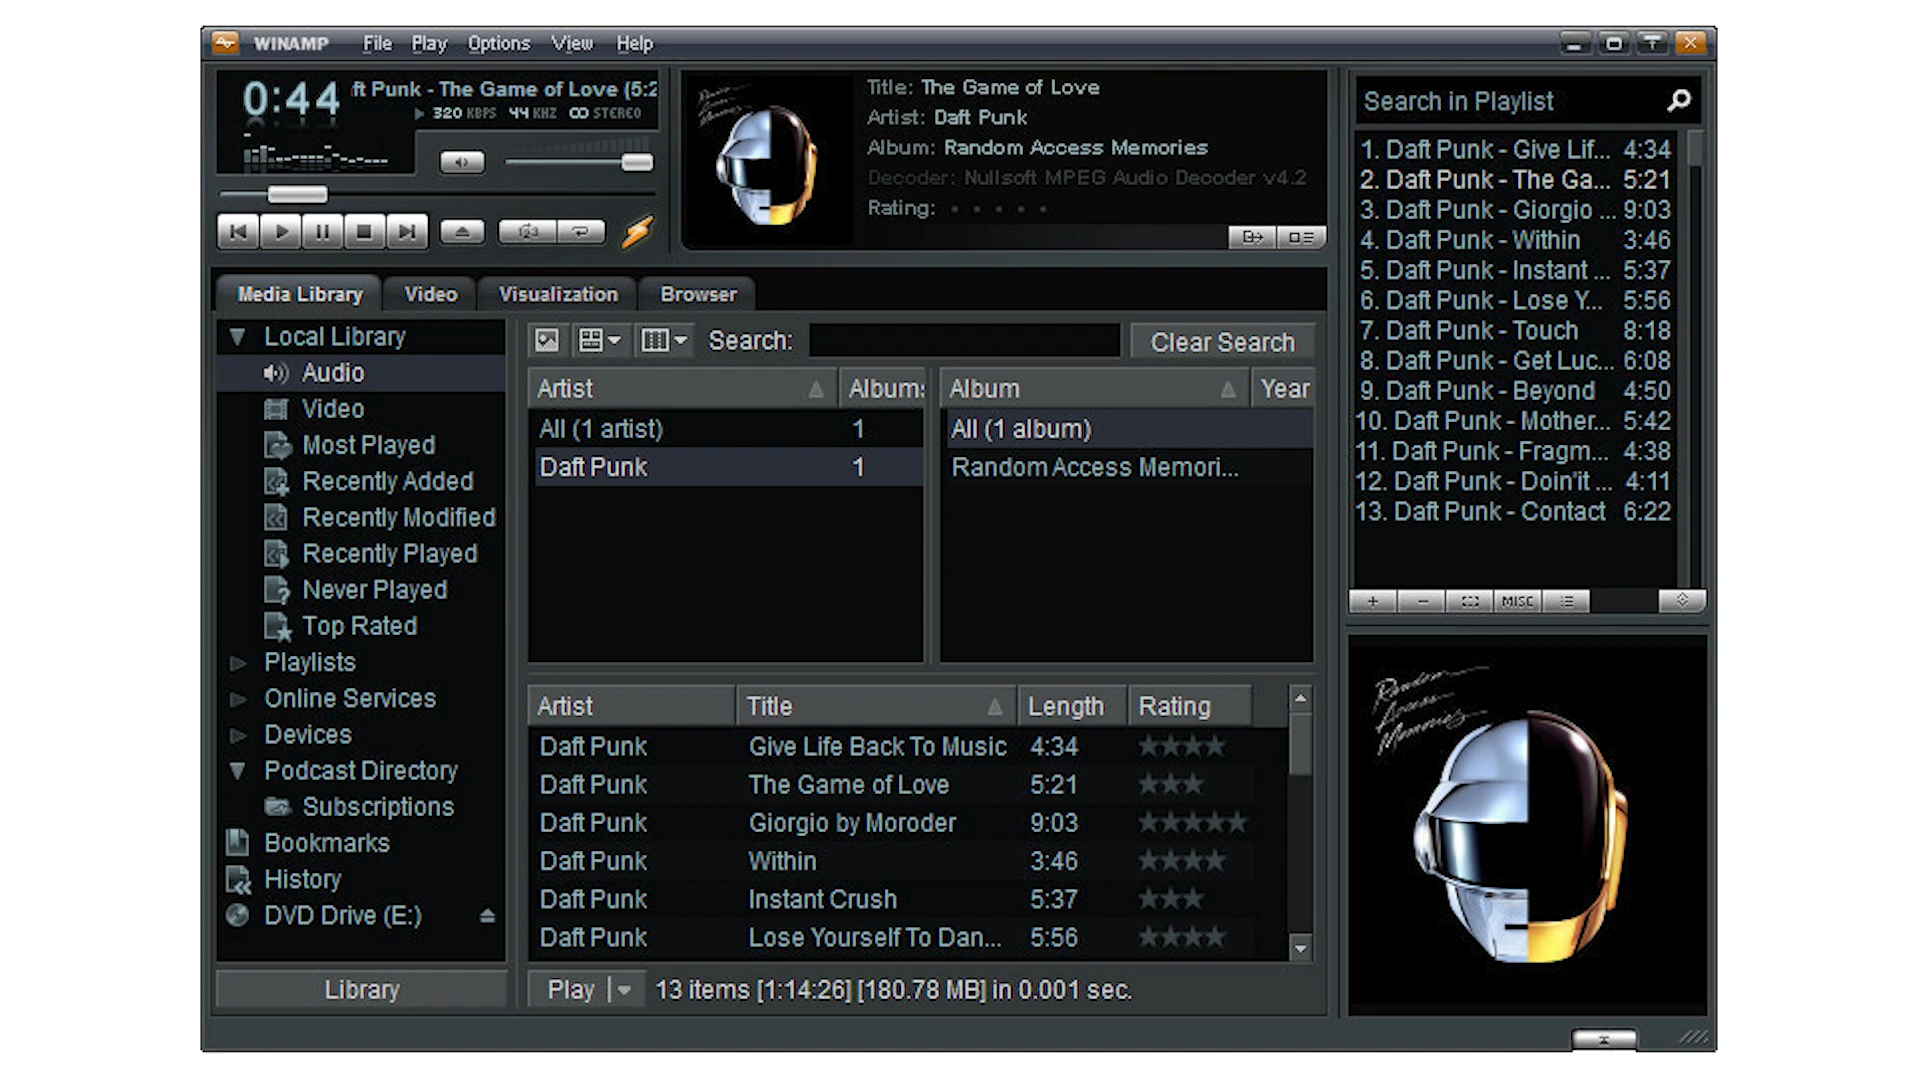 WINAMP File Play Options View Help
0:44 ft Punk - The Game of Love (5:2
320 KBPS 44 KHZ STEREO
Title: The Game of Love
Artist: Daft Punk
Album: Random Access Memories
Decoder: Nullsoft MPEG Audio Decoder v4.2
Rating:
Media Library Video Visualization Browser
Local Library
Audio
Video
Most Played
Recently Added
Recently Modified
Recently Played
Never Played
Top Rated
Playlists
Online Services
Devices
Podcast Directory
Subscriptions
Bookmarks
History
DVD Drive (E:)
Library
Search: Clear Search
Artist Albums
All (1 artist) 1
Daft Punk 1
Album Year
All (1 album)
Random Access Memori...
Artist Title Length Rating
Daft Punk Give Life Back To Music 4:34 ★★★★
Daft Punk The Game of Love 5:21 ★★★
Daft Punk Giorgio by Moroder 9:03 ★★★★★
Daft Punk Within 3:46 ★★★★
Daft Punk Instant Crush 5:37 ★★★
Daft Punk Lose Yourself To Dan... 5:56 ★★★★
Play 13 items [1:14:26] [180.78 MB] in 0.001 sec.
Search in Playlist
1. Daft Punk - Give Lif... 4:34
2. Daft Punk - The Ga... 5:21
3. Daft Punk - Giorgio ... 9:03
4. Daft Punk - Within 3:46
5. Daft Punk - Instant ... 5:37
6. Daft Punk - Lose Y... 5:56
7. Daft Punk - Touch 8:18
8. Daft Punk - Get Luc... 6:08
9. Daft Punk - Beyond 4:50
10. Daft Punk - Mother... 5:42
11. Daft Punk - Fragm... 4:38
12. Daft Punk - Doin'it ... 4:11
13. Daft Punk - Contact 6:22
+ - MISC
Random
Access
Memories